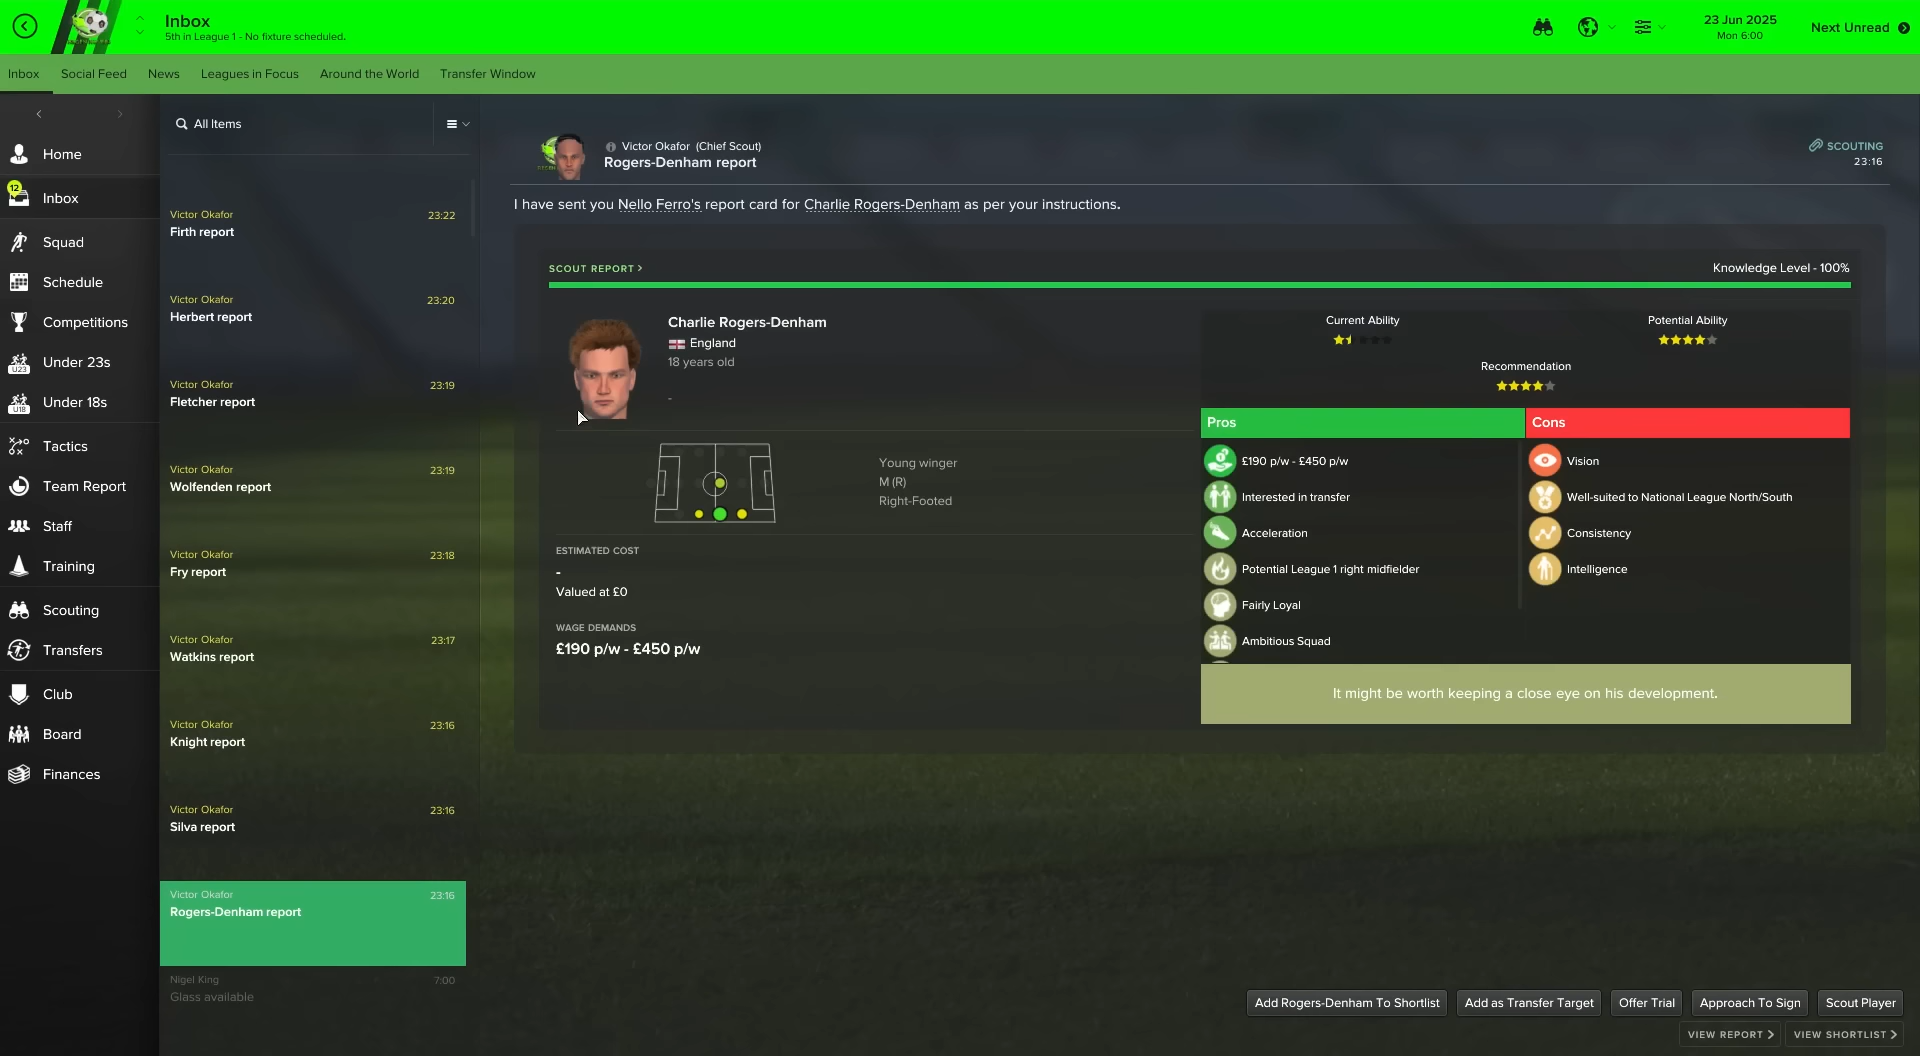 Inbox
5th in League 1 - No fixture scheduled.
23 Jun 2025
Mon 6:00
Next Unread
Inbox
Social Feed
News
Leagues in Focus
Around the World
Transfer Window
Home
12
Inbox
Squad
Schedule
Competitions
U23
Under 23s
U18
Under 18s
Tactics
Team Report
Staff
Training
Scouting
Transfers
Club
Board
Finances
All Items
Victor Okafor 23:22
Firth report
Victor Okafor 23:20
Herbert report
Victor Okafor 23:19
Fletcher report
Victor Okafor 23:19
Wolfenden report
Victor Okafor 23:18
Fry report
Victor Okafor 23:17
Watkins report
Victor Okafor 23:16
Knight report
Victor Okafor 23:16
Silva report
Victor Okafor 23:16
Rogers-Denham report
Nigel King 7:00
Glass available
Victor Okafor (Chief Scout)
Rogers-Denham report
SCOUTING
23:16
I have sent you Nello Ferro's report card for Charlie Rogers-Denham as per your instructions.
SCOUT REPORT >
Knowledge Level - 100%
Charlie Rogers-Denham
England
18 years old
-
Young winger
M (R)
Right-Footed
ESTIMATED COST
-
Valued at £0
WAGE DEMANDS
£190 p/w - £450 p/w
Current Ability
Potential Ability
Recommendation
Pros
£190 p/w - £450 p/w
Interested in transfer
Acceleration
Potential League 1 right midfielder
Fairly Loyal
Ambitious Squad
Cons
Vision
Well-suited to National League North/South
Consistency
Intelligence
It might be worth keeping a close eye on his development.
Add Rogers-Denham To Shortlist
Add as Transfer Target
Offer Trial
Approach To Sign
Scout Player
VIEW REPORT >
VIEW SHORTLIST >